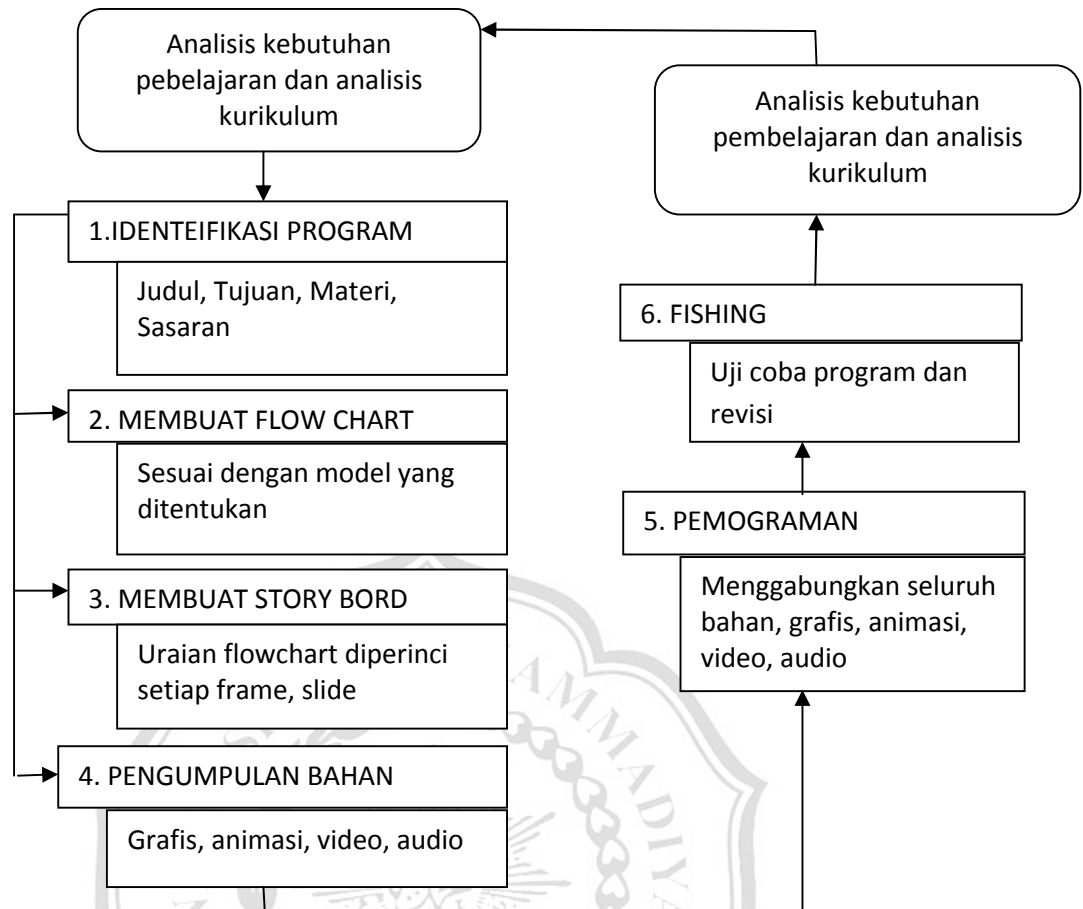 Analisis kebutuhan
pebelajaran dan analisis
kurikulum
1.IDENTEIFIKASI PROGRAM
Judul, Tujuan, Materi,
Sasaran
2. MEMBUAT FLOW CHART
Sesuai dengan model yang
ditentukan
3. MEMBUAT STORY BORD
Uraian flowchart diperinci
setiap frame, slide
4. PENGUMPULAN BAHAN
Grafis, animasi, video, audio
Analisis kebutuhan
pembelajaran dan analisis
kurikulum
6. FISHING
Uji coba program dan
revisi
5. PEMOGRAMAN
Menggabungkan seluruh
bahan, grafis, animasi,
video, audio